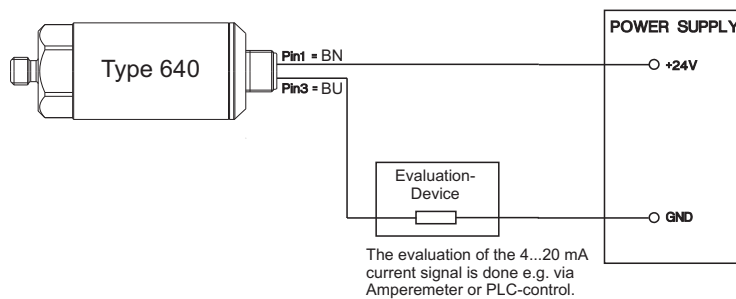 POWER SUPPLY
Pin1 = BN
Type 640
+24V
Pin3 = BU
Evaluation-
Device
GND
The evaluation of the 4...20 mA
current signal is done e.g. via
Amperemeter or PLC-control.